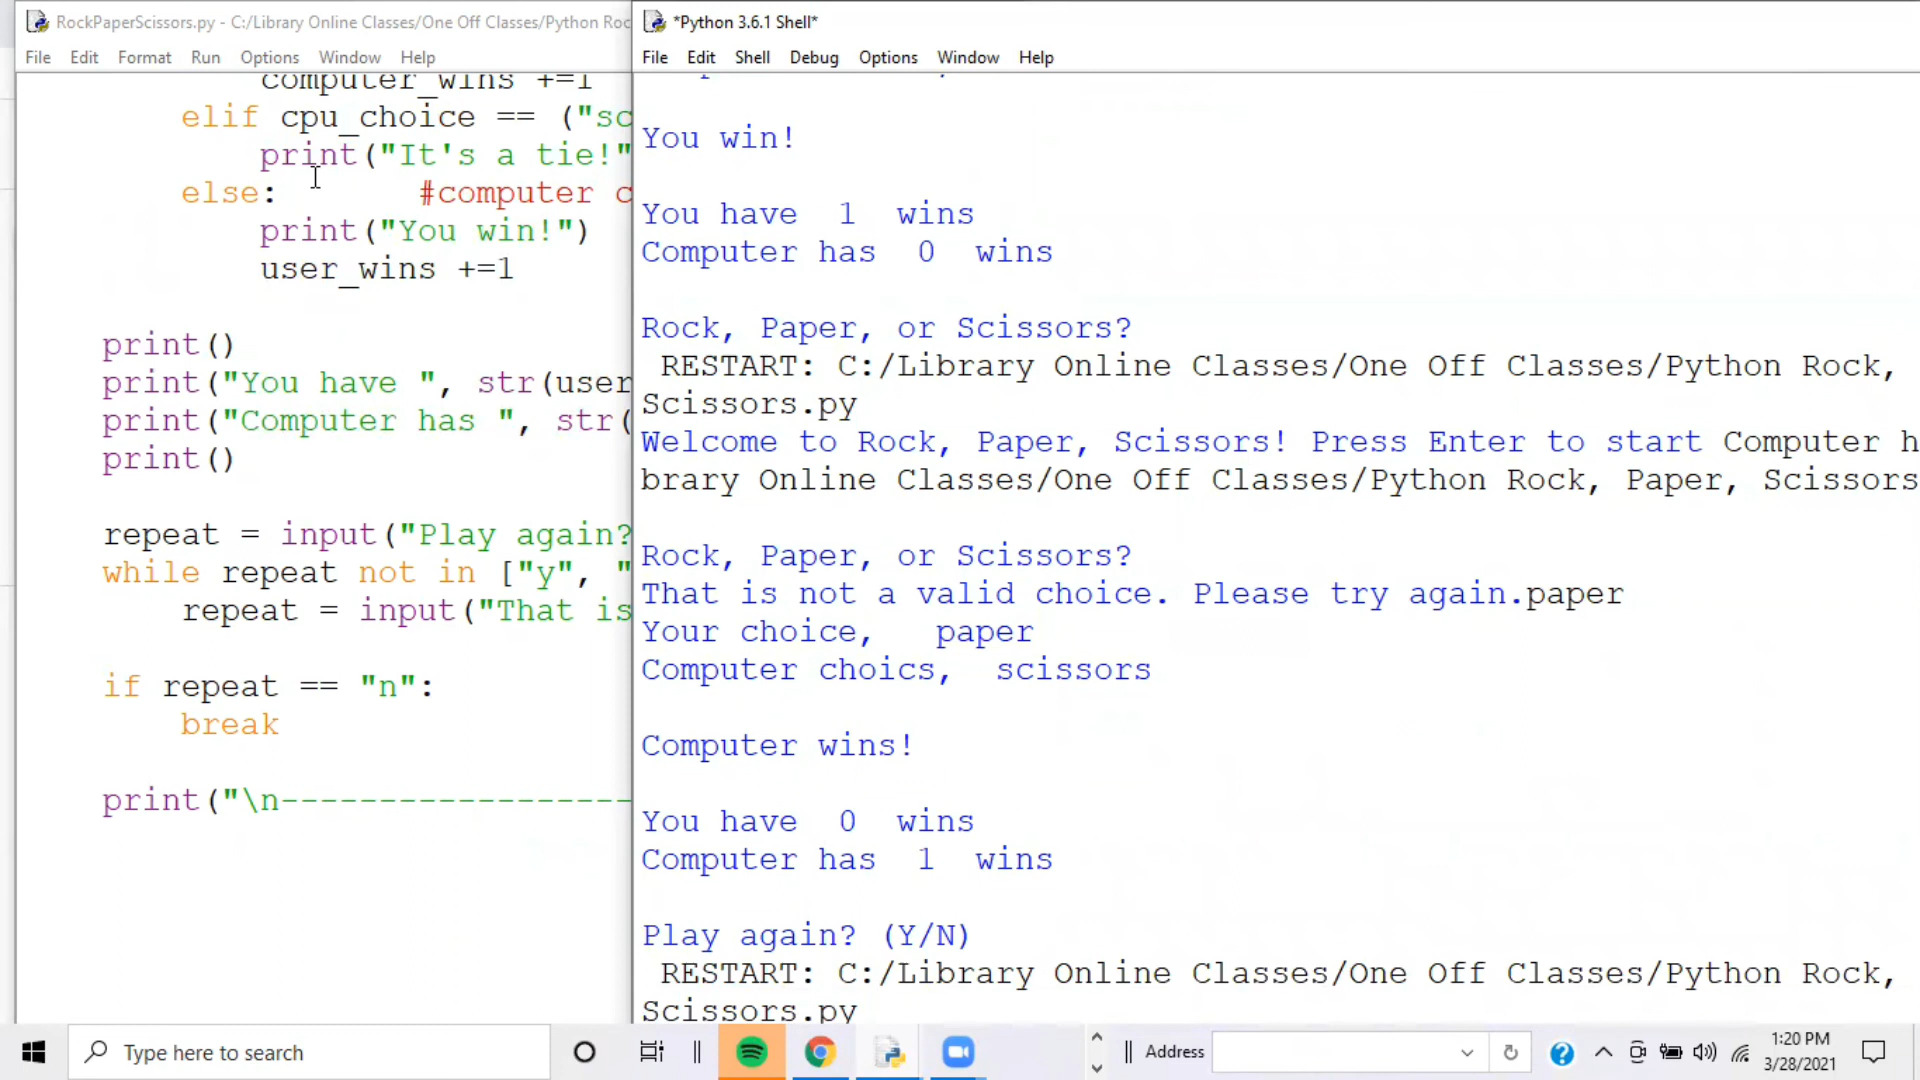 RockPaperScissors.py - C:/Library Online Classes/One Off Classes/Python Roc
File Edit Format Run Options Window Help
computer_wins +=1
elif cpu_choice == ("sc
print("It's a tie!"
else: #computer c
print("You win!")
user_wins +=1
print()
print("You have ", str(user
print("Computer has ", str(
print()
repeat = input("Play again?
while repeat not in ["y", "
repeat = input("That is
if repeat == "n":
break
print("\n------------------
*Python 3.6.1 Shell*
File Edit Shell Debug Options Window Help
You win!
You have 1 wins
Computer has 0 wins
Rock, Paper, or Scissors?
RESTART: C:/Library Online Classes/One Off Classes/Python Rock,
Scissors.py
Welcome to Rock, Paper, Scissors! Press Enter to start Computer h
brary Online Classes/One Off Classes/Python Rock, Paper, Scissors
Rock, Paper, or Scissors?
That is not a valid choice. Please try again.paper
Your choice, paper
Computer choics, scissors
Computer wins!
You have 0 wins
Computer has 1 wins
Play again? (Y/N)
RESTART: C:/Library Online Classes/One Off Classes/Python Rock,
Scissors.py
Type here to search
Address
1:20 PM
3/28/2021